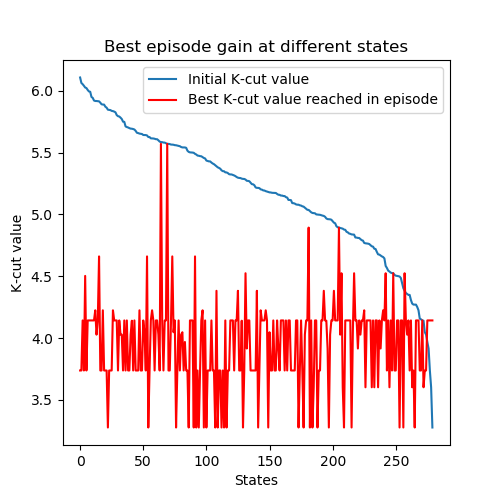 Best episode gain at different states
Initial K-cut value
Best K-cut value reached in episode
K-cut value
6.0
5.5
5.0
4.5
4.0
3.5
0
50
100
150
200
250
States